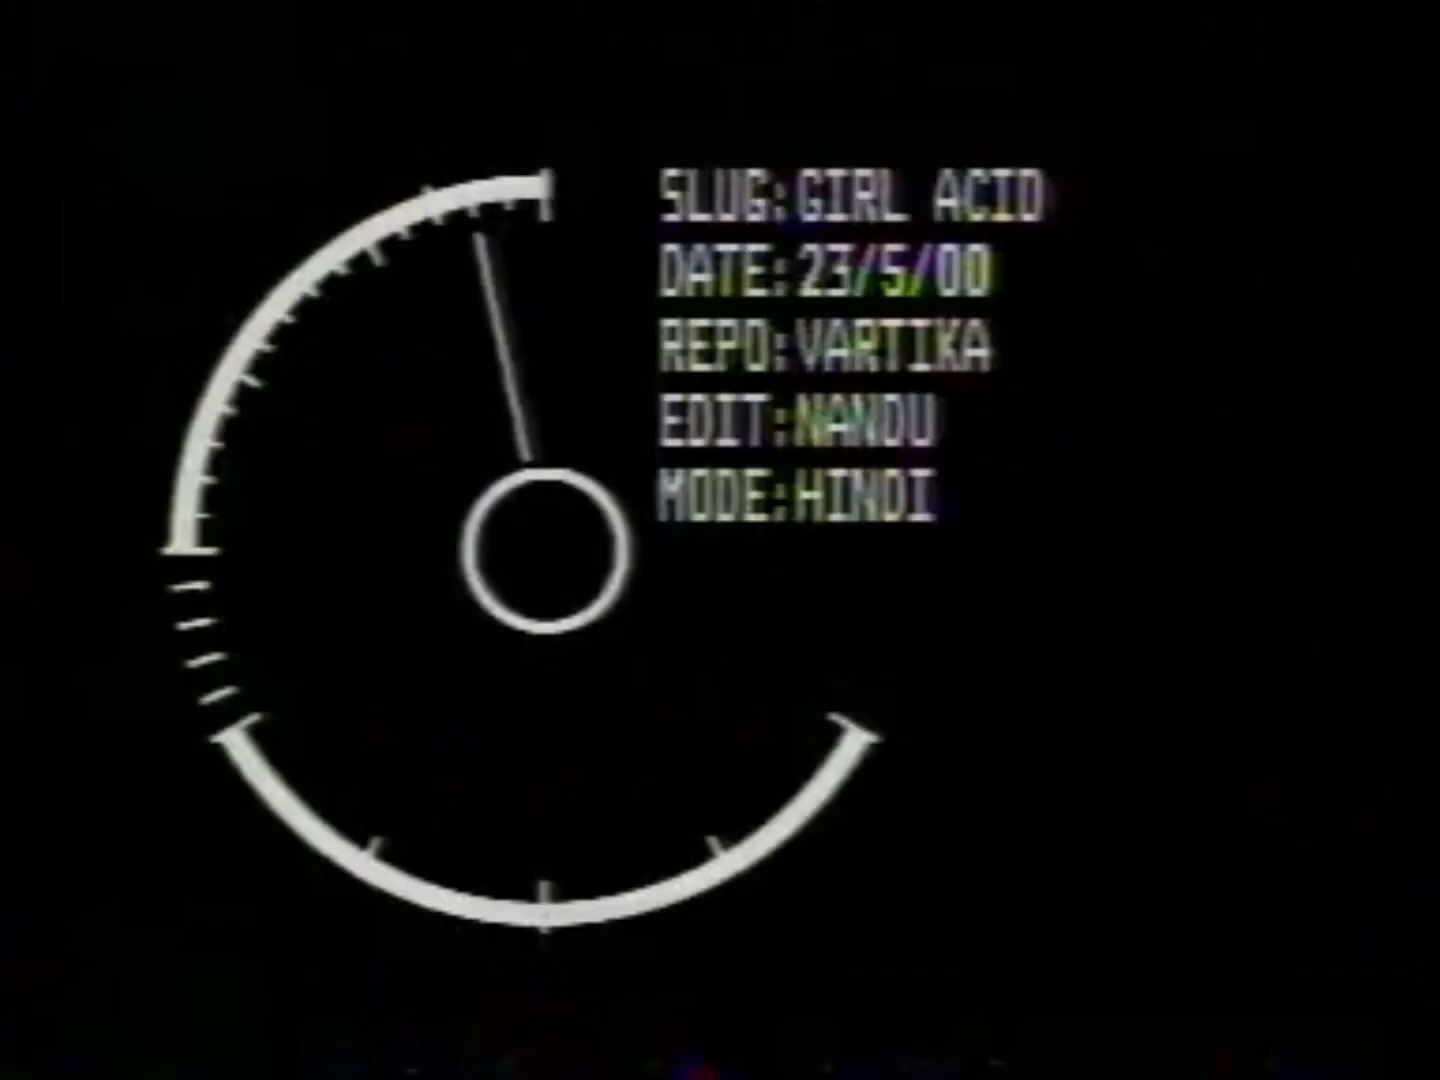 SLUG:GIRL ACID
DATE:23/5/00
REPO:VARTIKA
EDIT:NANDU
MODE:HINDI